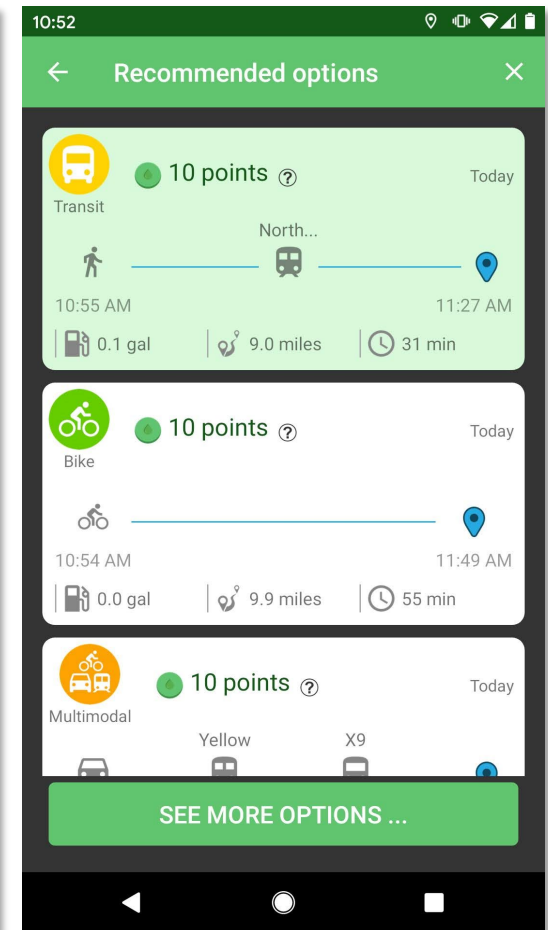 10:52
Recommended options
10 points ?
Today
Transit
North...
10:55 AM
11:27 AM
0.1 gal
9.0 miles
31 min
10 points ?
Today
Bike
10:54 AM
11:49 AM
0.0 gal
9.9 miles
55 min
10 points ?
Today
Multimodal
Yellow
X9
SEE MORE OPTIONS ...